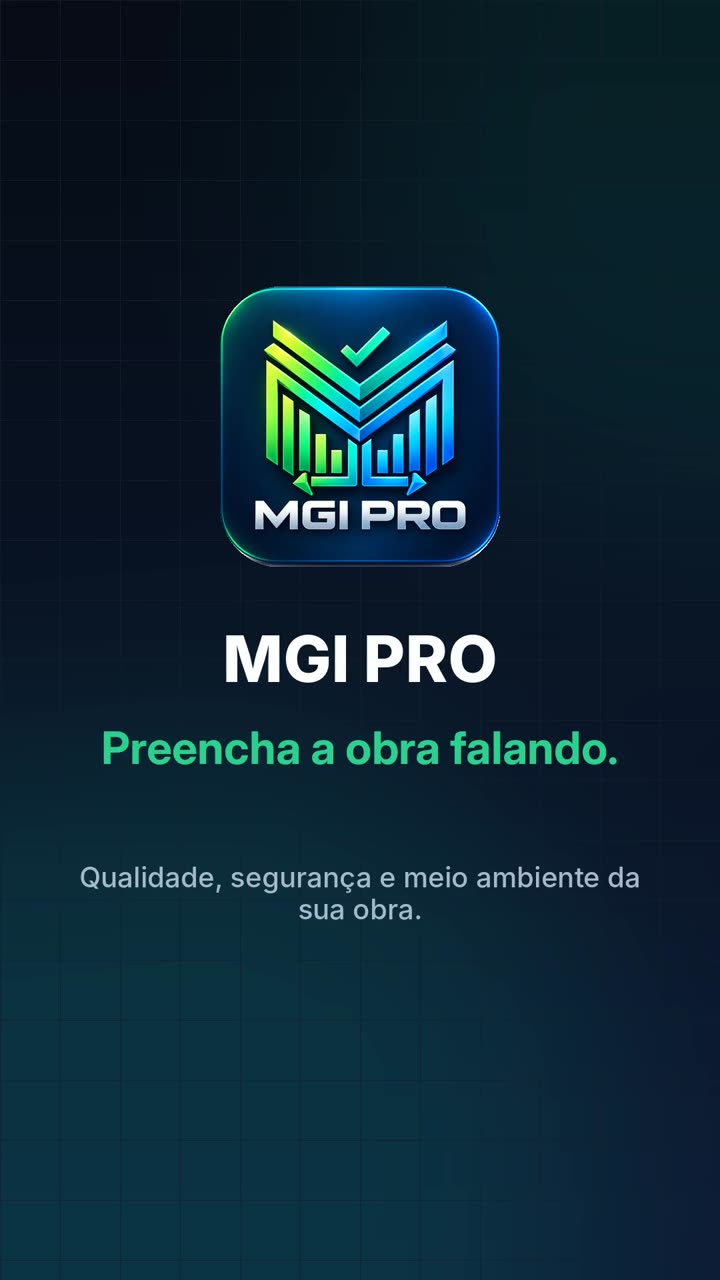 MGI PRO
MGI PRO
Preencha a obra falando.
Qualidade, segurança e meio ambiente da
sua obra.